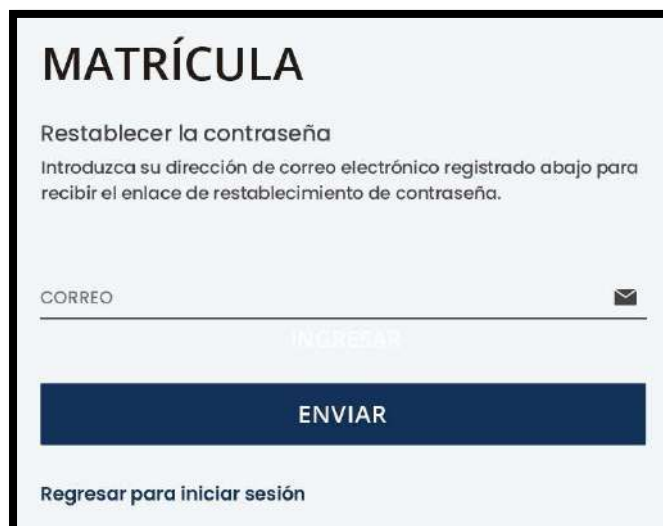 MATRÍCULA
Restablecer la contraseña
Introduzca su dirección de correo electrónico registrado abajo para
recibir el enlace de restablecimiento de contraseña.
CORREO
INGRESAR
ENVIAR
Regresar para iniciar sesión